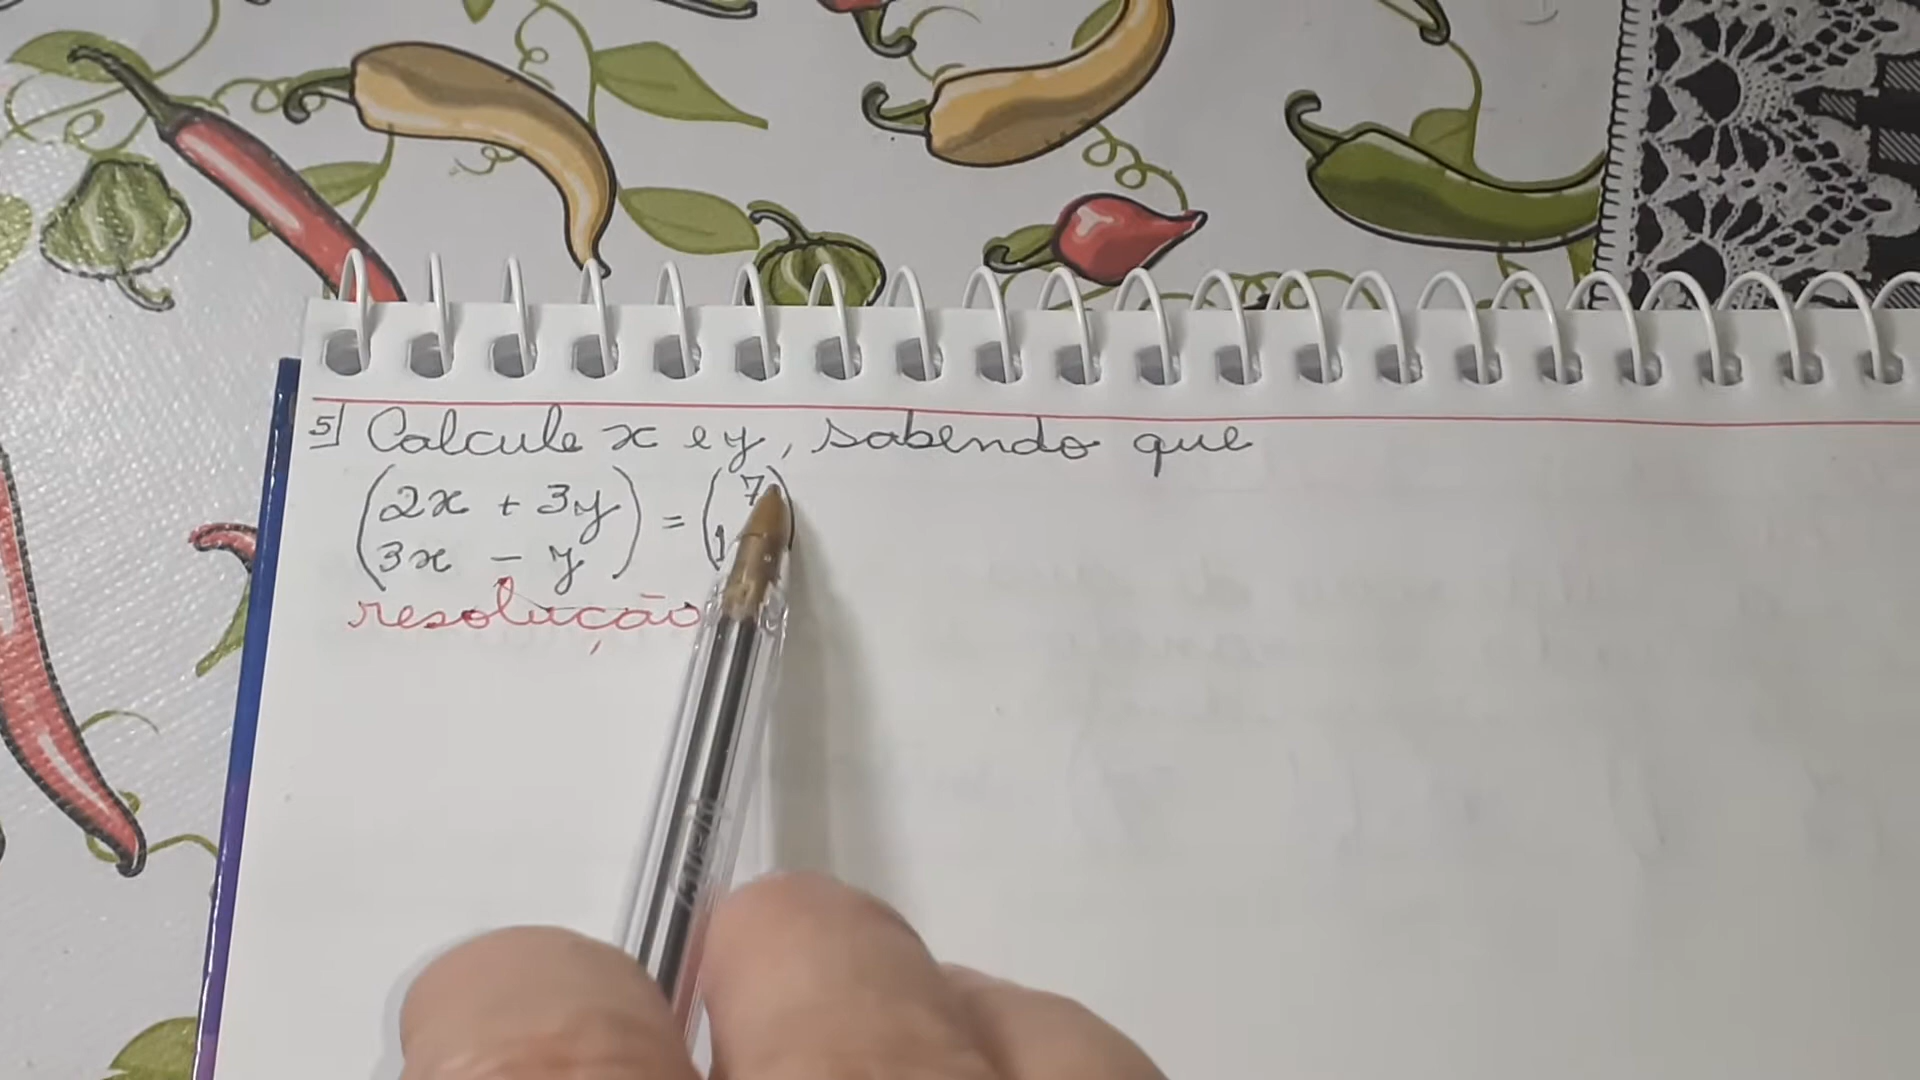 5] Calcule x e y, sabendo que
(2x + 3y) = (7)
(3x - y) (1
resolução